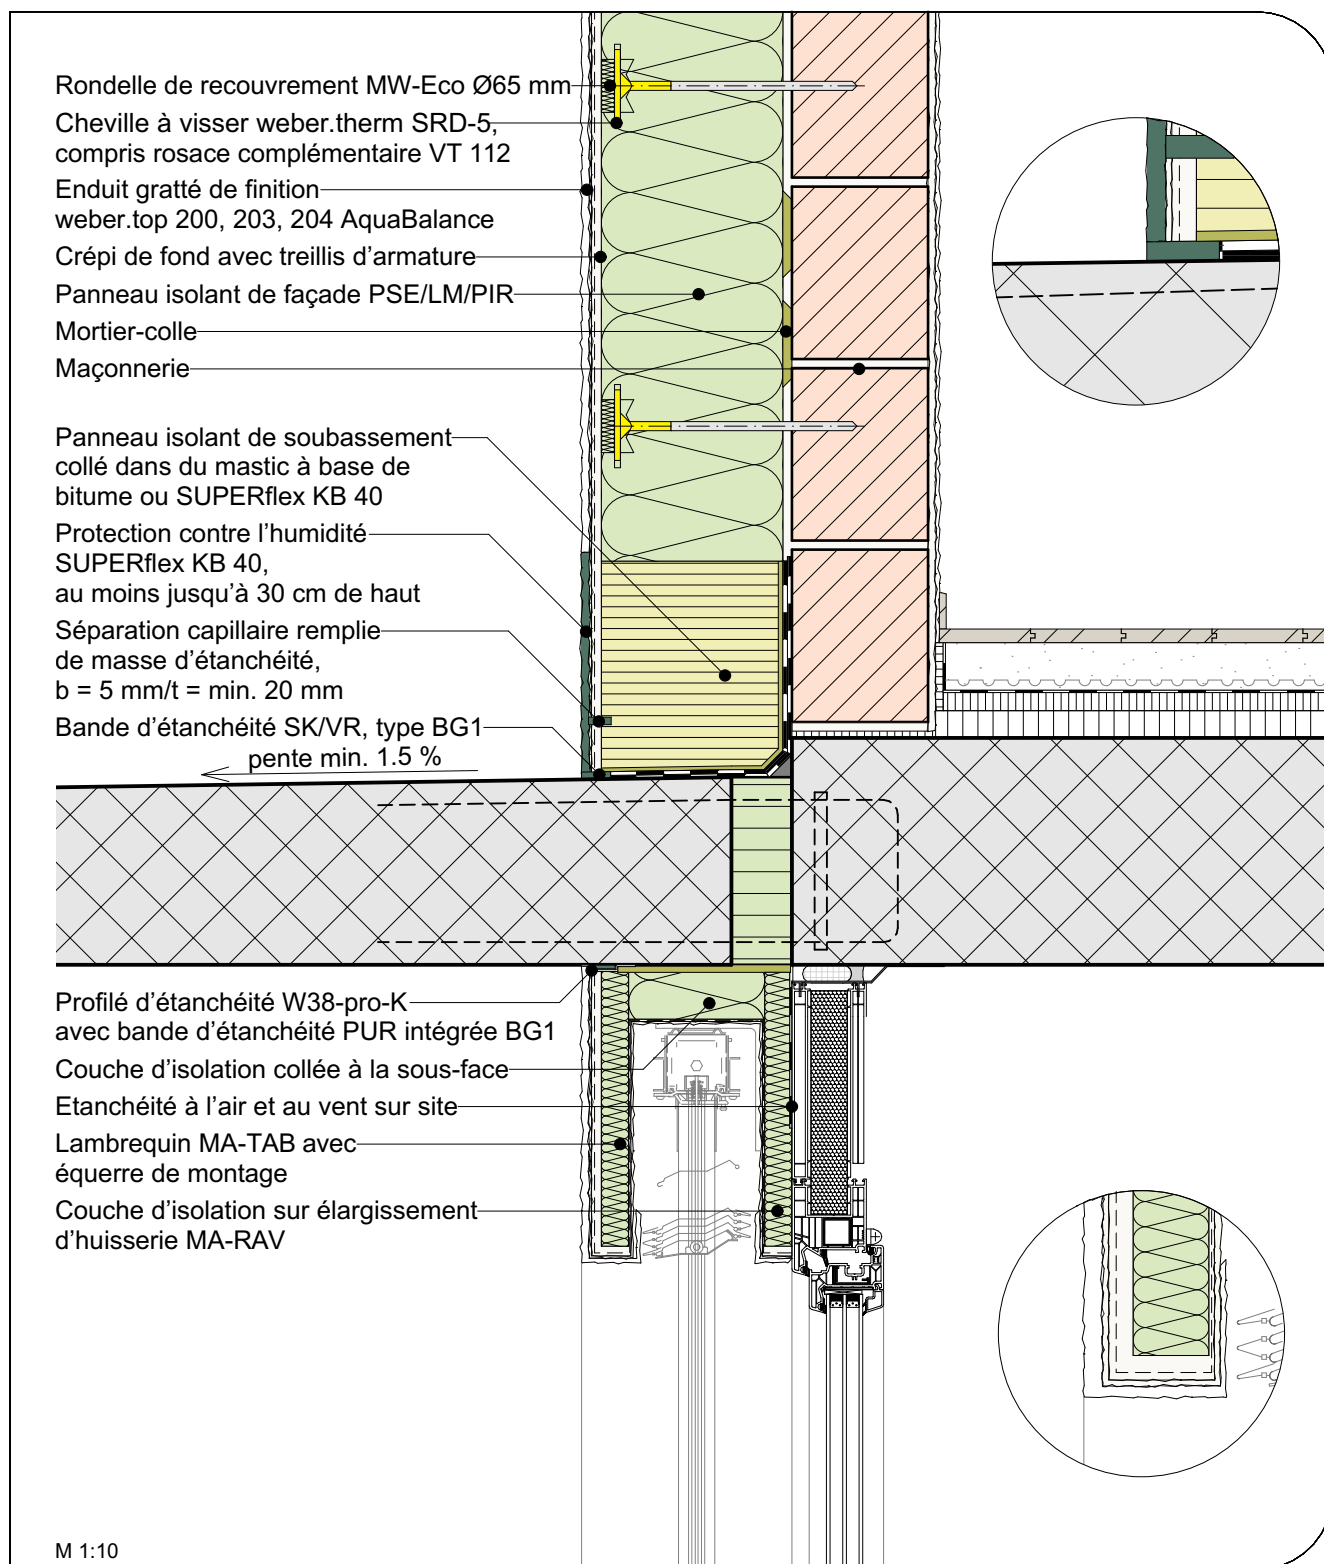 Rondelle de recouvrement MW-Eco Ø65 mm
Cheville à visser weber.therm SRD-5,
compris rosace complémentaire VT 112
Enduit gratté de finition
weber.top 200, 203, 204 AquaBalance
Crépi de fond avec treillis d’armature
Panneau isolant de façade PSE/LM/PIR
Mortier-colle
Maçonnerie
Panneau isolant de soubassement
collé dans du mastic à base de
bitume ou SUPERflex KB 40
Protection contre l’humidité
SUPERflex KB 40,
au moins jusqu’à 30 cm de haut
Séparation capillaire remplie
de masse d’étanchéité,
b = 5 mm/t = min. 20 mm
Bande d’étanchéité SK/VR, type BG1
pente min. 1.5 %
Profilé d’étanchéité W38-pro-K
avec bande d’étanchéité PUR intégrée BG1
Couche d’isolation collée à la sous-face
Etanchéité à l’air et au vent sur site
Lambrequin MA-TAB avec
équerre de montage
Couche d’isolation sur élargissement
d’huisserie MA-RAV
M 1:10